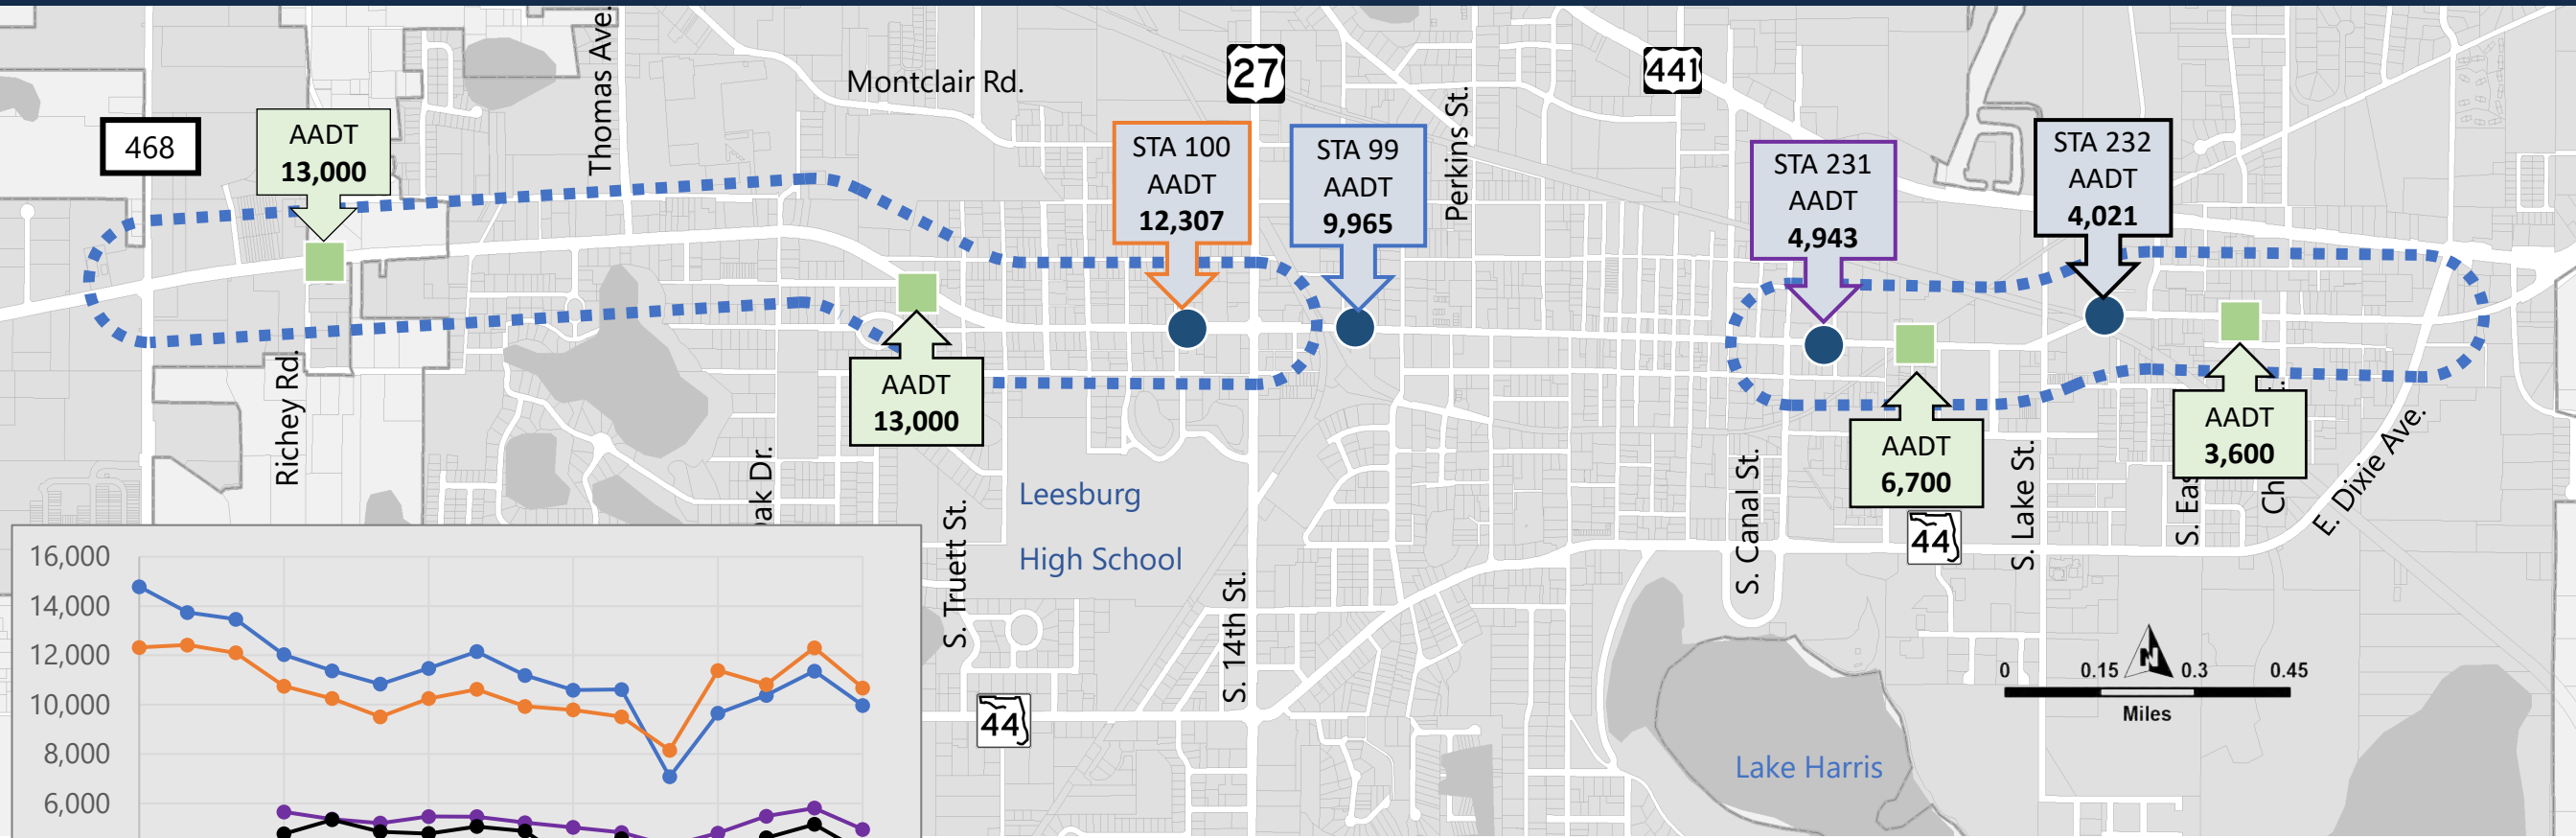 Thomas Ave.
Montclair Rd.
27
441
Perkins St.
468
AADT
13,000
STA 100
AADT
12,307
STA 99
AADT
9,965
STA 231
AADT
4,943
STA 232
AADT
4,021
Richey Rd.
AADT
13,000
AADT
6,700
AADT
3,600
Dr.
S. Truett St.
Leesburg
High School
S. 14th St.
S. Canal St.
44
S. Lake St.
S.
E. Dixie Ave.
44
Lake Harris
0
0.15
N
0.3
0.45
Miles
16,000
14,000
12,000
10,000
8,000
6,000